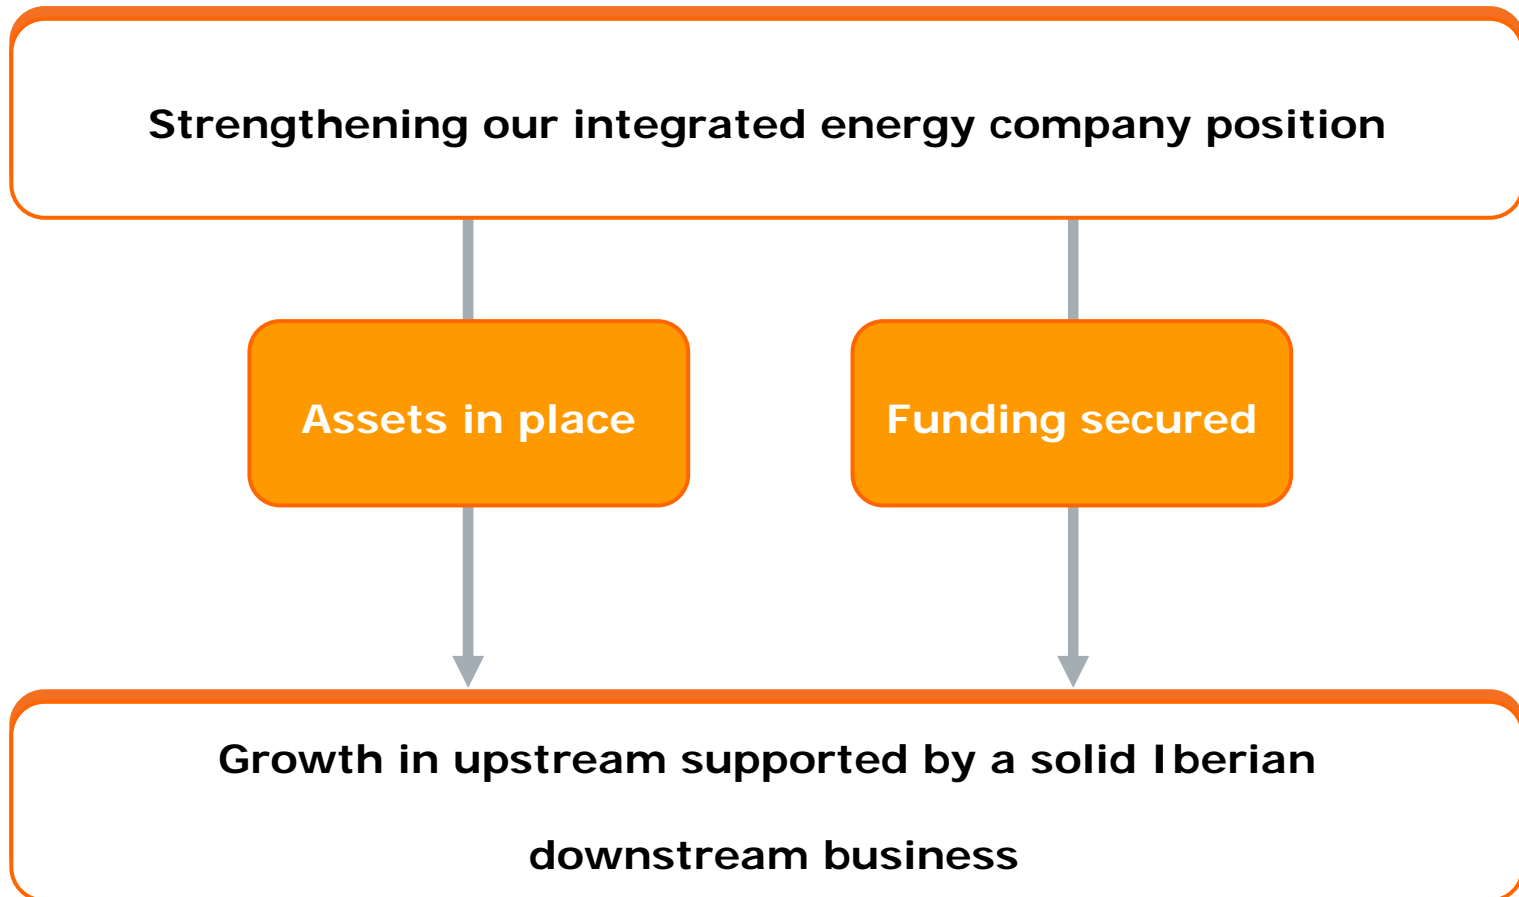 Strengthening our integrated energy company position
Assets in place
Funding secured
Growth in upstream supported by a solid Iberian
downstream business